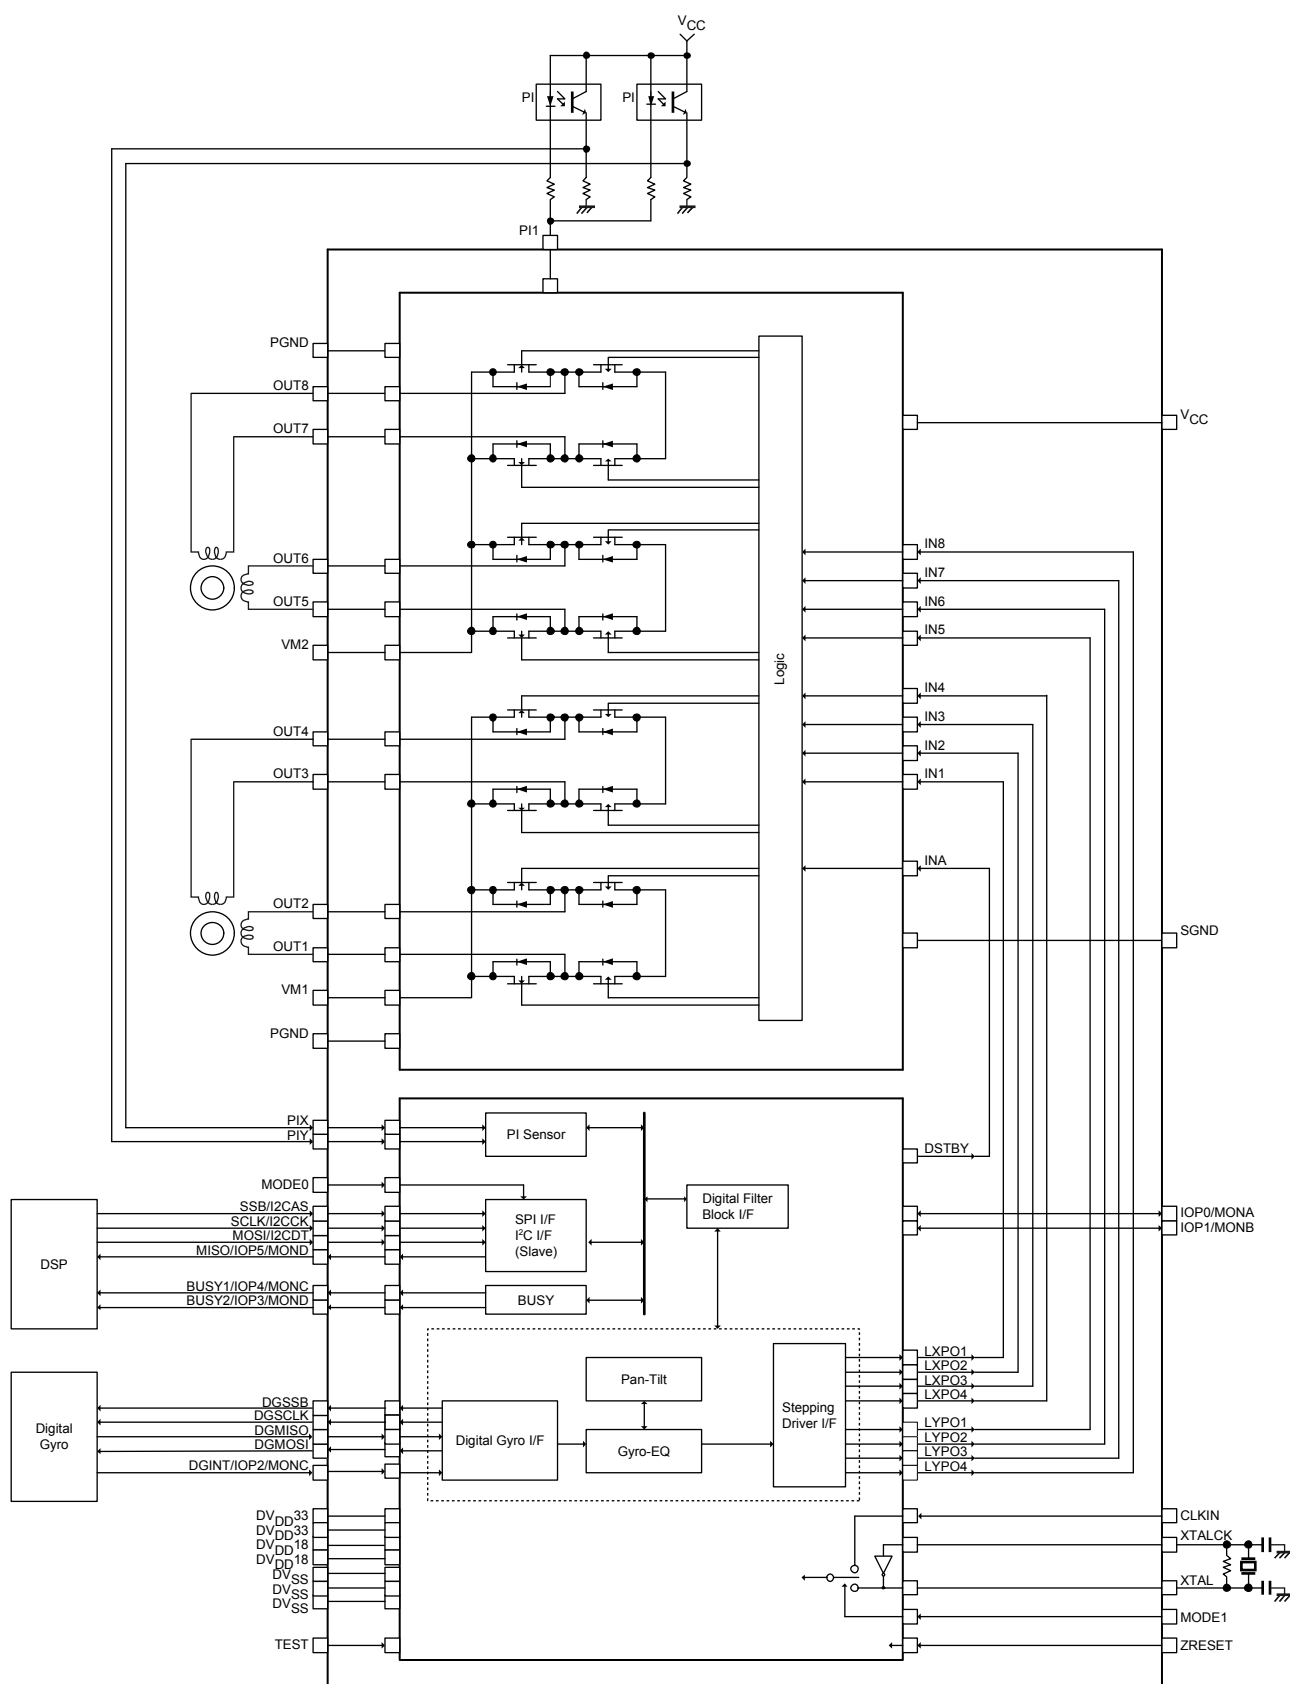 VCC
PI
PI
PI1
PGND
OUT8
OUT7
OUT6
OUT5
VM2
OUT4
OUT3
OUT2
OUT1
VM1
PGND
Logic
VCC
IN8
IN7
IN6
IN5
IN4
IN3
IN2
IN1
INA
SGND
PIX
PIY
PI Sensor
DSTBY
MODE0
DSP
SSB/I2CAS
SCLK/I2CCK
MOSI/I2CDT
MISO/IOP5/MOND
BUSY1/IOP4/MONC
BUSY2/IOP3/MOND
SPI I/F
I²C I/F
(Slave)
BUSY
Digital Filter
Block I/F
IOP0/MONA
IOP1/MONB
Digital
Gyro
DGSSB
DGSCLK
DGMISO
DGMOSI
DGINT/IOP2/MONC
Digital Gyro I/F
Pan-Tilt
Gyro-EQ
Stepping
Driver I/F
LXPO1
LXPO2
LXPO3
LXPO4
LYPO1
LYPO2
LYPO3
LYPO4
DVDD33
DVDD33
DVDD18
DVDD18
DVSS
DVSS
DVSS
TEST
CLKIN
XTALCK
XTAL
MODE1
ZRESET